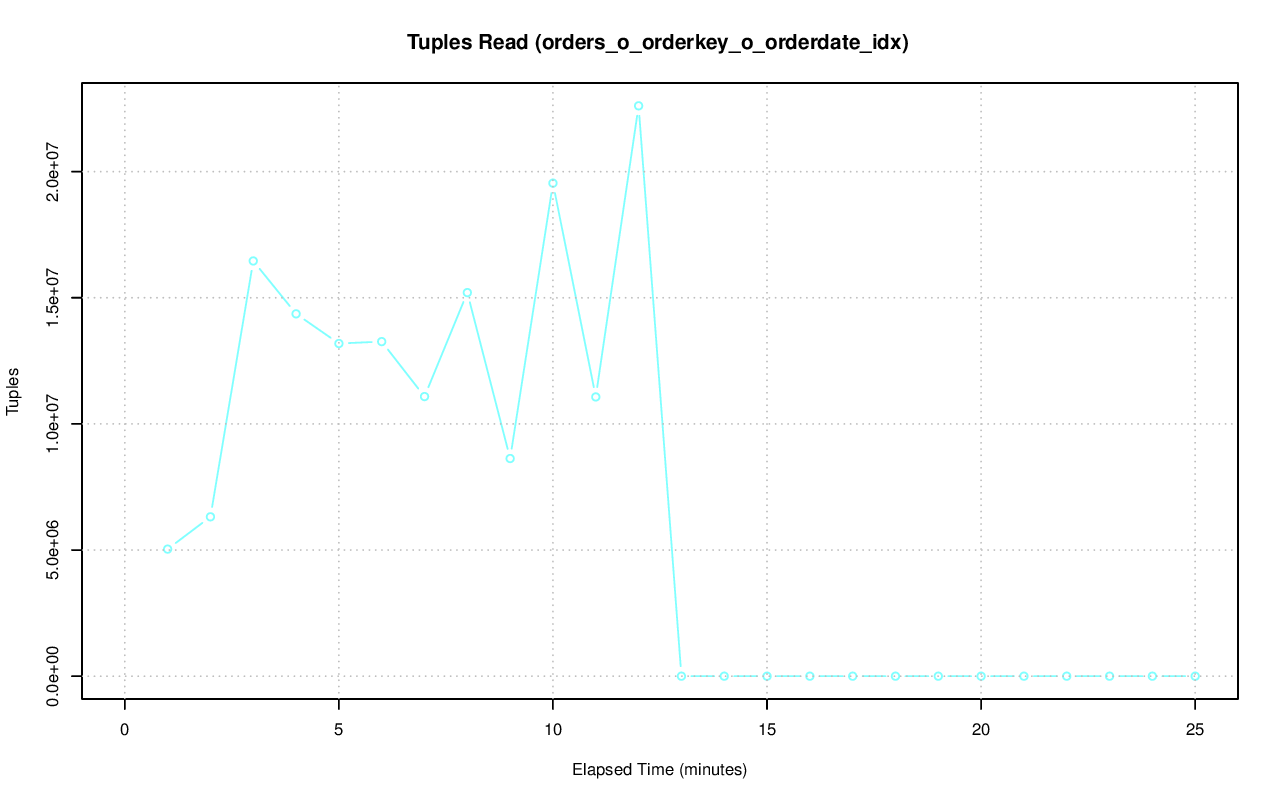 Tuples Read (orders_o_orderkey_o_orderdate_idx)
Tuples
2.0e+07
1.5e+07
1.0e+07
5.0e+06
0.0e+00
0 5 10 15 20 25
Elapsed Time (minutes)